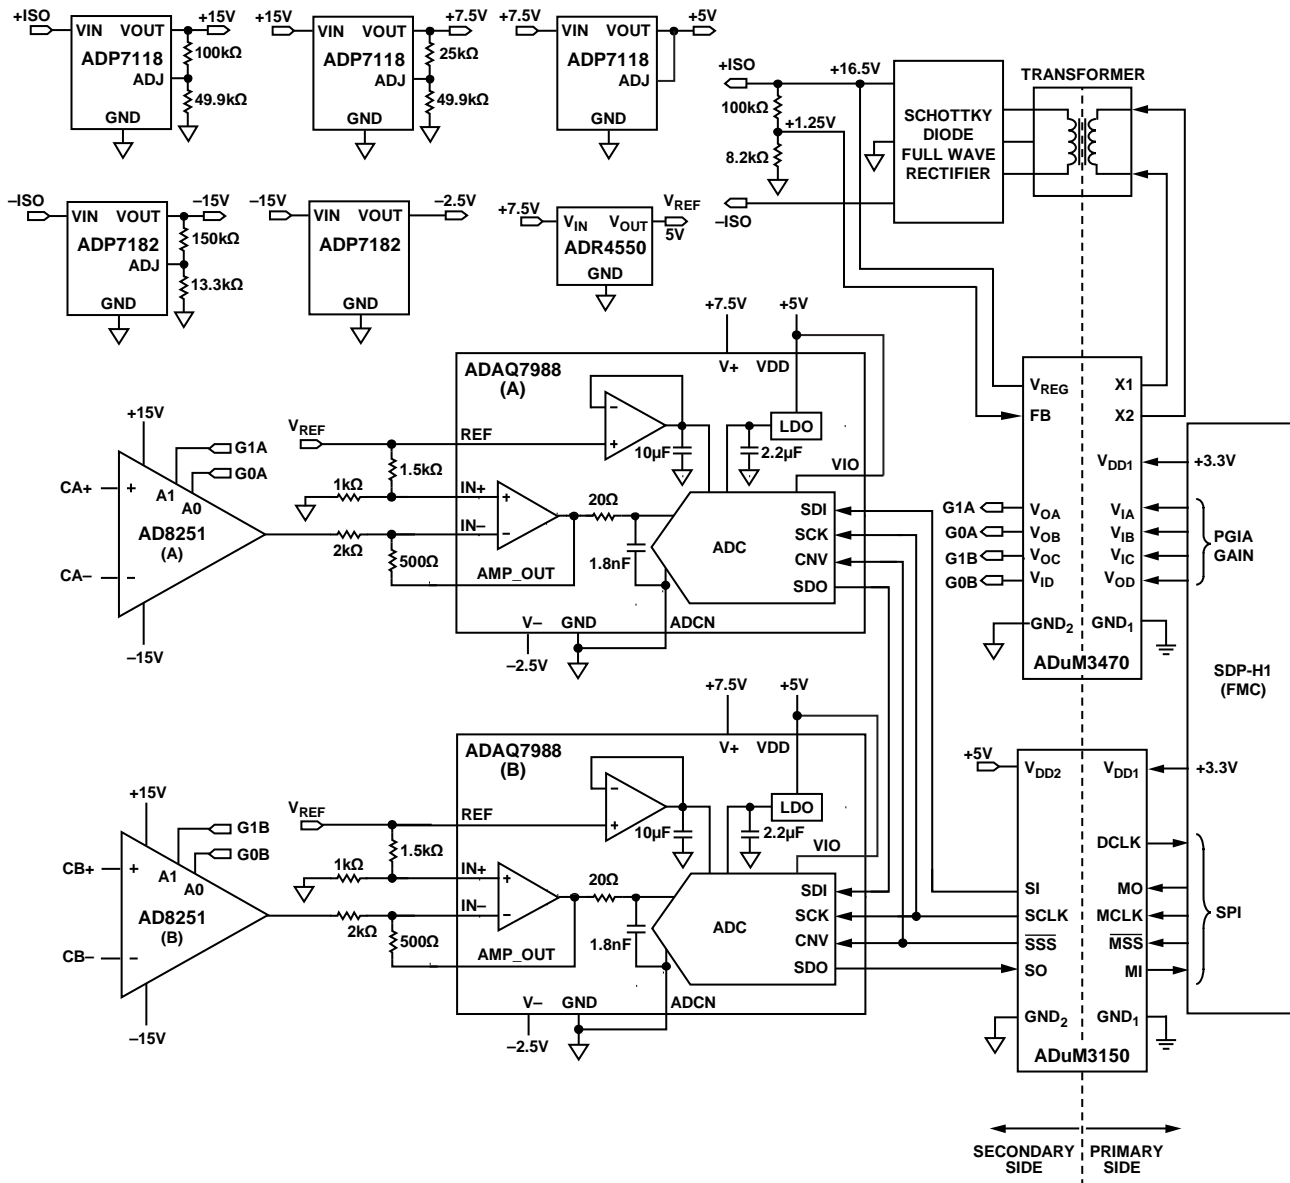 +ISO
VIN VOUT
+15V
ADP7118
100kΩ
ADJ
49.9kΩ
GND
+15V
VIN VOUT
+7.5V
ADP7118
25kΩ
ADJ
49.9kΩ
GND
+7.5V
VIN VOUT
+5V
ADP7118
ADJ
GND
–ISO
VIN VOUT
–15V
ADP7182
150kΩ
ADJ
13.3kΩ
GND
–15V
VIN VOUT
–2.5V
ADP7182
GND
+7.5V
VIN VOUT
VREF
5V
ADR4550
GND
+ISO
+16.5V
100kΩ
+1.25V
8.2kΩ
–ISO
SCHOTTKY
DIODE
FULL WAVE
RECTIFIER
TRANSFORMER
+7.5V
+5V
ADAQ7988
(A)
V+ VDD
+15V
G1A
G0A
CA+
+
A1
A0
AD8251
(A)
CA–
–
–15V
VREF
REF
1.5kΩ
1kΩ
IN+
IN–
2kΩ
500Ω
AMP_OUT
–
+
10µF
LDO
2.2µF
VIO
+
–
20Ω
1.8nF
ADC
SDI
SCK
CNV
SDO
V–
GND
ADCN
–2.5V
+7.5V
+5V
ADAQ7988
(B)
V+ VDD
+15V
G1B
G0B
CB+
+
A1
A0
AD8251
(B)
CB–
–
–15V
VREF
REF
1.5kΩ
1kΩ
IN+
IN–
2kΩ
500Ω
AMP_OUT
–
+
10µF
LDO
2.2µF
VIO
+
–
20Ω
1.8nF
ADC
SDI
SCK
CNV
SDO
V–
GND
ADCN
–2.5V
VREG
X1
FB
X2
VDD1
+3.3V
G1A
VOA
VIA
G0A
VOB
VIB
G1B
VOC
VIC
G0B
VID
VOD
PGIA
GAIN
GND2
GND1
ADuM3470
SDP-H1
(FMC)
+5V
VDD2
VDD1
+3.3V
DCLK
SI
MO
SCLK
MCLK
SSS
MSS
SO
MI
SPI
GND2
GND1
ADuM3150
SECONDARY
SIDE
PRIMARY
SIDE